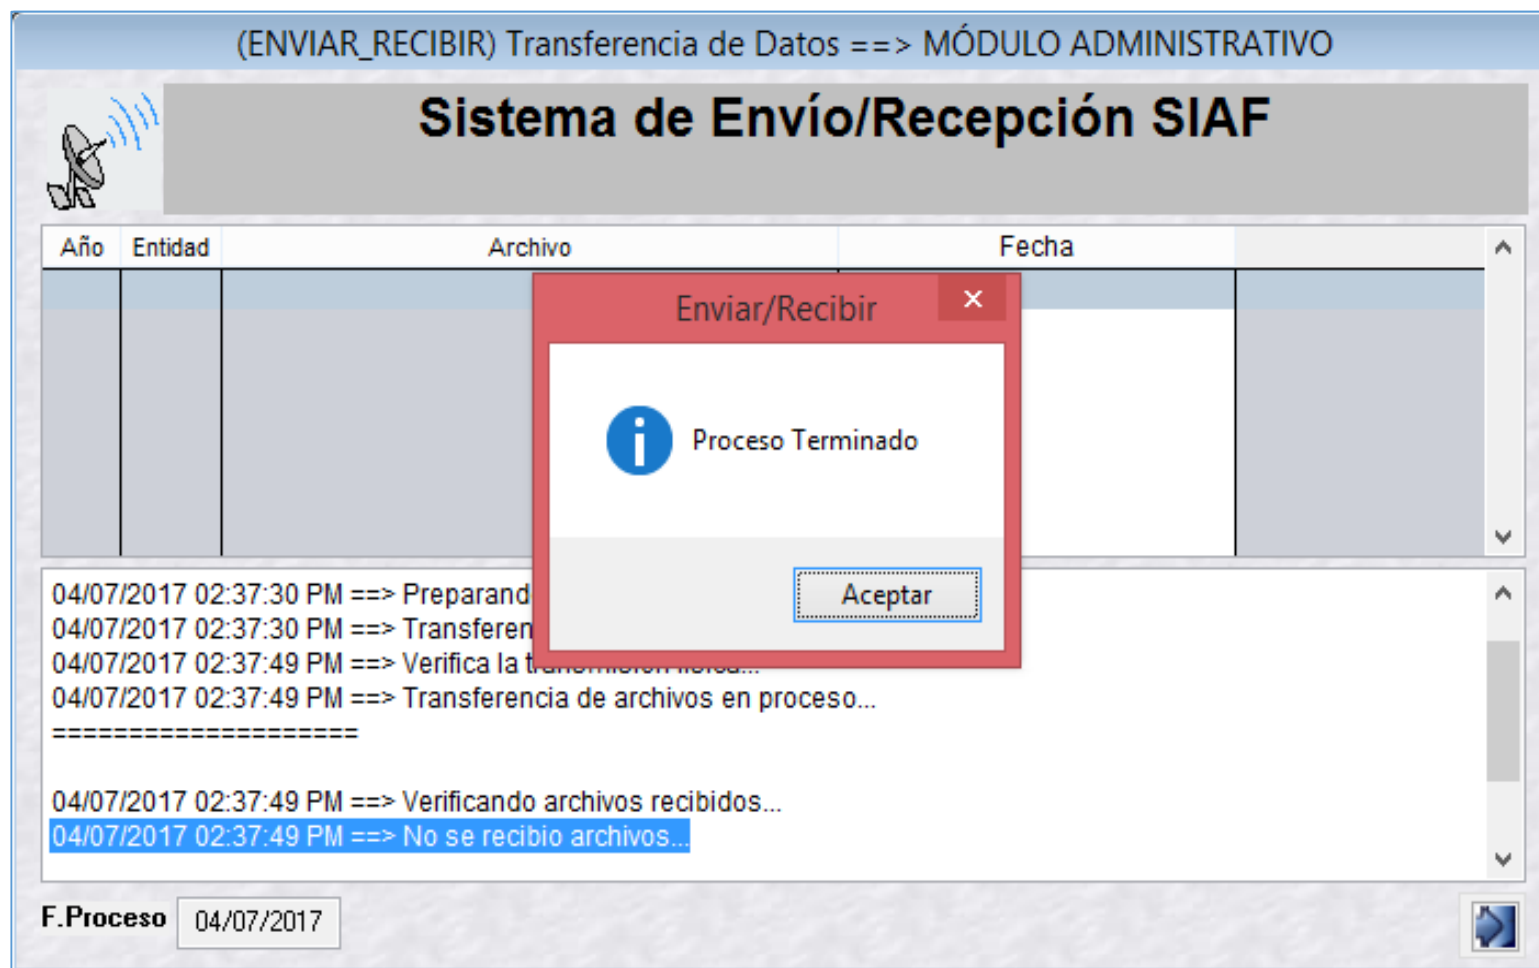 (ENVIAR_RECIBIR) Transferencia de Datos ==> MÓDULO ADMINISTRATIVO
Sistema de Envío/Recepción SIAF
Año Entidad Archivo Fecha
Enviar/Recibir
Proceso Terminado
Aceptar
04/07/2017 02:37:30 PM ==>
04/07/2017 02:37:30 PM ==>
04/07/2017 02:37:49 PM ==> Verifica la
04/07/2017 02:37:49 PM ==> Transferencia de archivos en proceso...
====================
04/07/2017 02:37:49 PM ==> Verificando archivos recibidos...
04/07/2017 02:37:49 PM ==> No se recibio archivos...
F.Proceso 04/07/2017